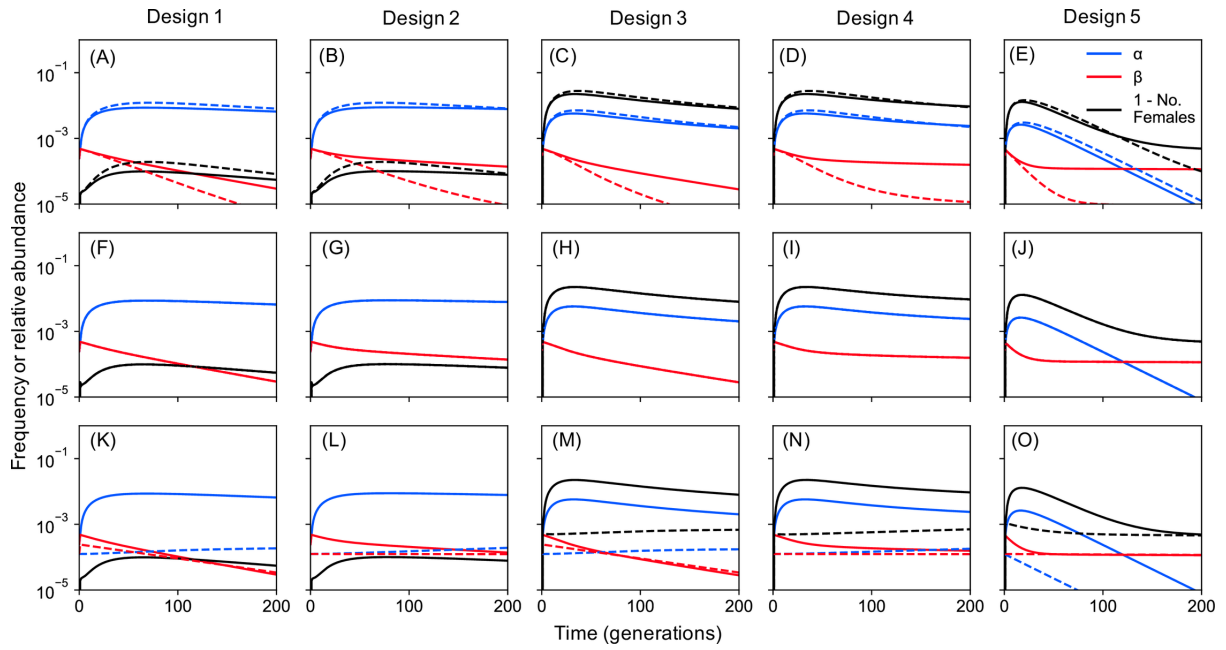 Design 1 Design 2 Design 3 Design 4 Design 5
(A) (B) (C) (D) (E)
α
β
1 - No.
Females
10⁻¹
10⁻³
10⁻⁵
(F) (G) (H) (I) (J)
10⁻¹
10⁻³
10⁻⁵
(K) (L) (M) (N) (O)
10⁻¹
10⁻³
10⁻⁵
0 100 200 0 100 200 0 100 200 0 100 200 0 100 200
Frequency or relative abundance
Time (generations)